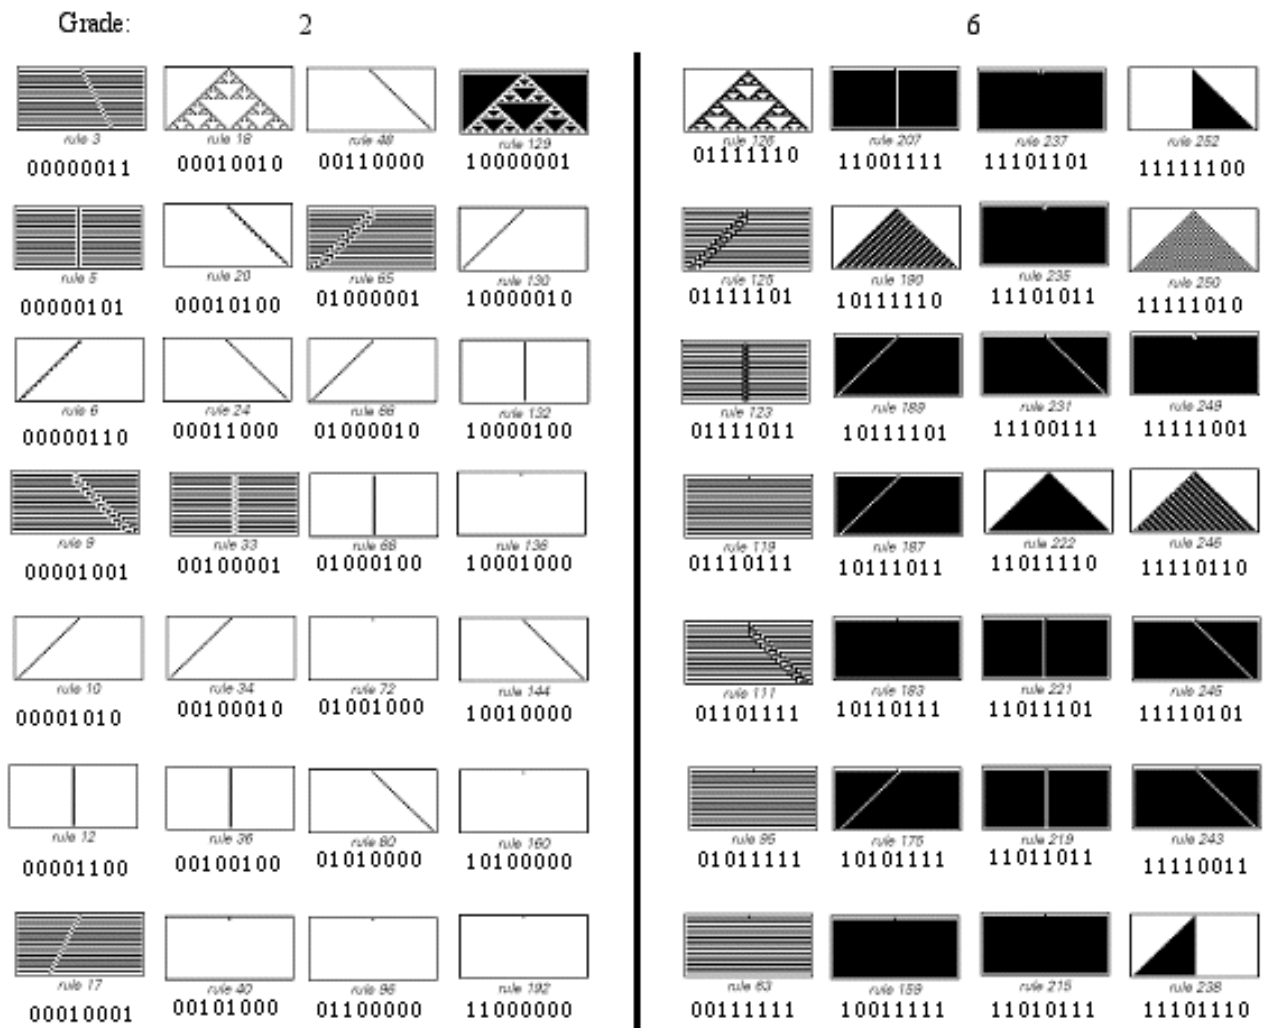 Grade: 2 6
rule 3 rule 18 rule 48 rule 129 rule 126 rule 207 rule 237 rule 252
00000011 00010010 00110000 10000001 01111110 11001111 11101101 11111100
rule 5 rule 20 rule 65 rule 130 rule 125 rule 190 rule 235 rule 250
00000101 00010100 01000001 10000010 01111101 10111110 11101011 11111010
rule 6 rule 24 rule 66 rule 132 rule 123 rule 189 rule 231 rule 249
00000110 00011000 01000010 10000100 01111011 10111101 11100111 11111001
rule 9 rule 33 rule 68 rule 136 rule 119 rule 187 rule 222 rule 246
00001001 00100001 01000100 10001000 01110111 10111011 11011110 11110110
rule 10 rule 34 rule 72 rule 144 rule 111 rule 183 rule 221 rule 245
00001010 00100010 01001000 10010000 01101111 10110111 11011101 11110101
rule 12 rule 36 rule 80 rule 160 rule 95 rule 175 rule 219 rule 243
00001100 00100100 01010000 10100000 01011111 10101111 11011011 11110011
rule 17 rule 40 rule 96 rule 192 rule 63 rule 159 rule 215 rule 238
00010001 00101000 01100000 11000000 00111111 10011111 11010111 11101110